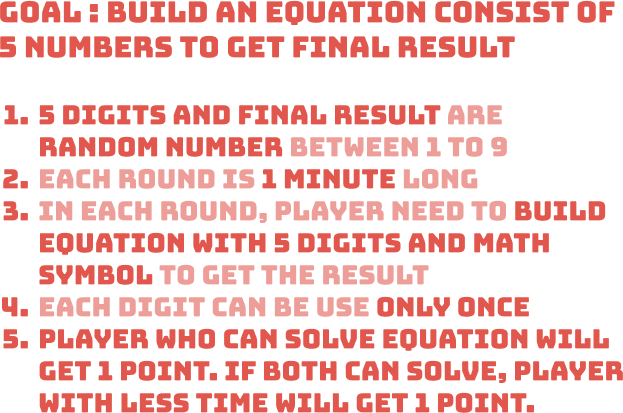 GOAL : BUILD AN EQUATION CONSIST OF
5 NUMBERS TO GET FINAL RESULT
1. 5 DIGITS AND FINAL RESULT ARE
RANDOM NUMBER BETWEEN 1 TO 9
2. EACH ROUND IS 1 MINUTE LONG
3. IN EACH ROUND, PLAYER NEED TO BUILD
EQUATION WITH 5 DIGITS AND MATH
SYMBOL TO GET THE RESULT
4. EACH DIGIT CAN BE USE ONLY ONCE
5. PLAYER WHO CAN SOLVE EQUATION WILL
GET 1 POINT. IF BOTH CAN SOLVE, PLAYER
WITH LESS TIME WILL GET 1 POINT.